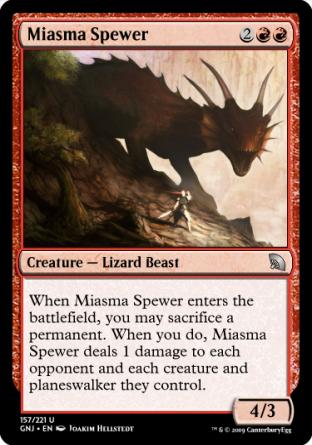 Miasma Spewer 2
Creature — Lizard Beast
When Miasma Spewer enters the
battlefield, you may sacrifice a
permanent. When you do, Miasma
Spewer deals 1 damage to each
opponent and each creature and
planeswalker they control.
4/3
157/221 U
GNJ • EN Joakim Hellstedt
™ & © 2019 CanterburyEgg